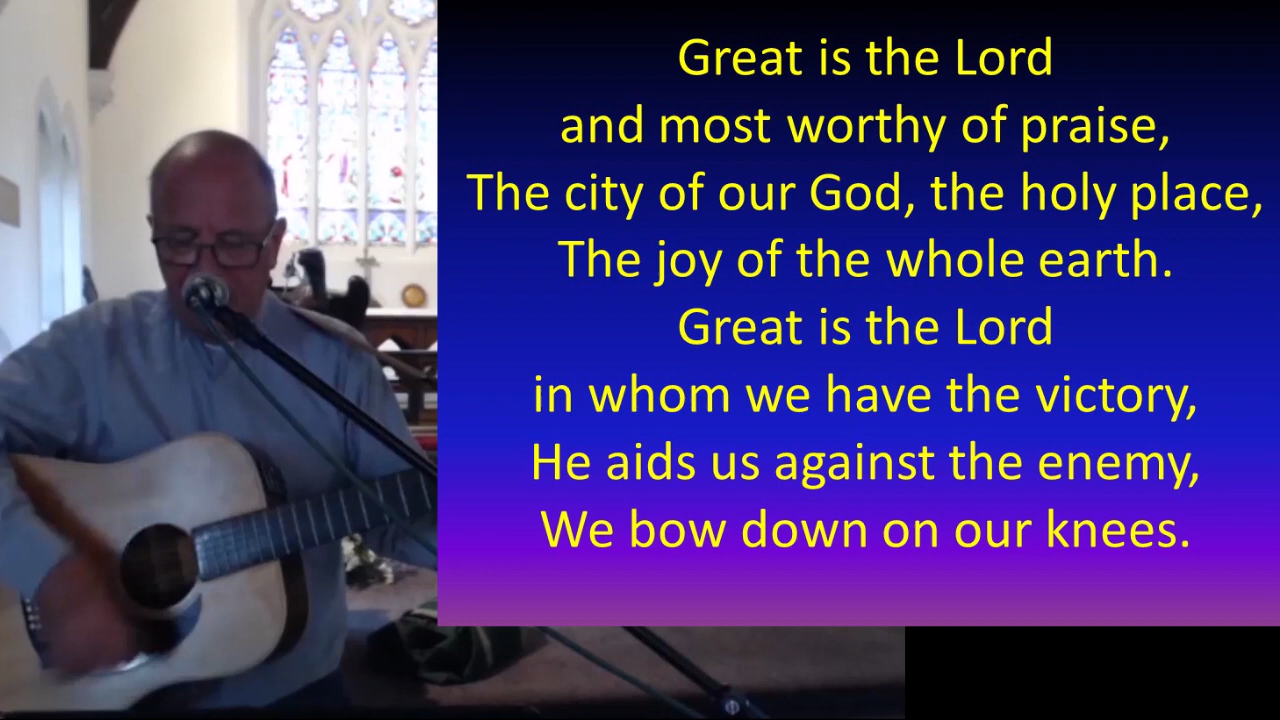 Great is the Lord
and most worthy of praise,
The city of our God, the holy place,
The joy of the whole earth.
Great is the Lord
in whom we have the victory,
He aids us against the enemy,
We bow down on our knees.